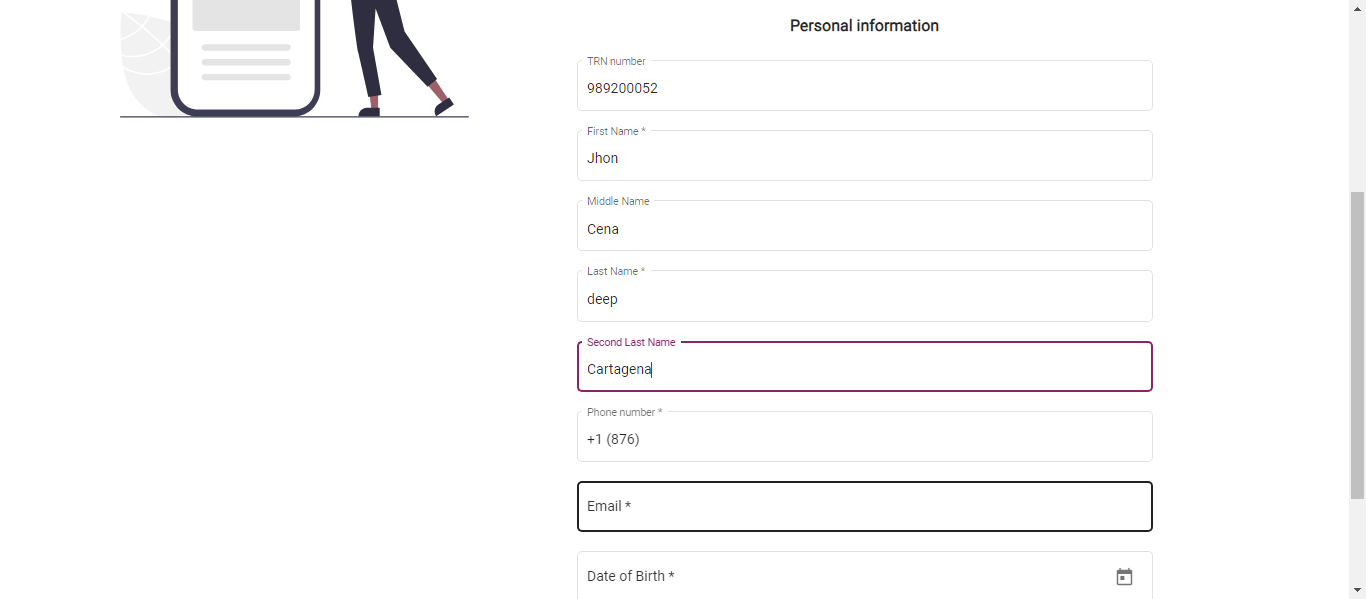 Personal information
TRN number
989200052
First Name *
Jhon
Middle Name
Cena
Last Name *
deep
Second Last Name
Cartagena
Phone number *
+1 (876)
Email *
Date of Birth *